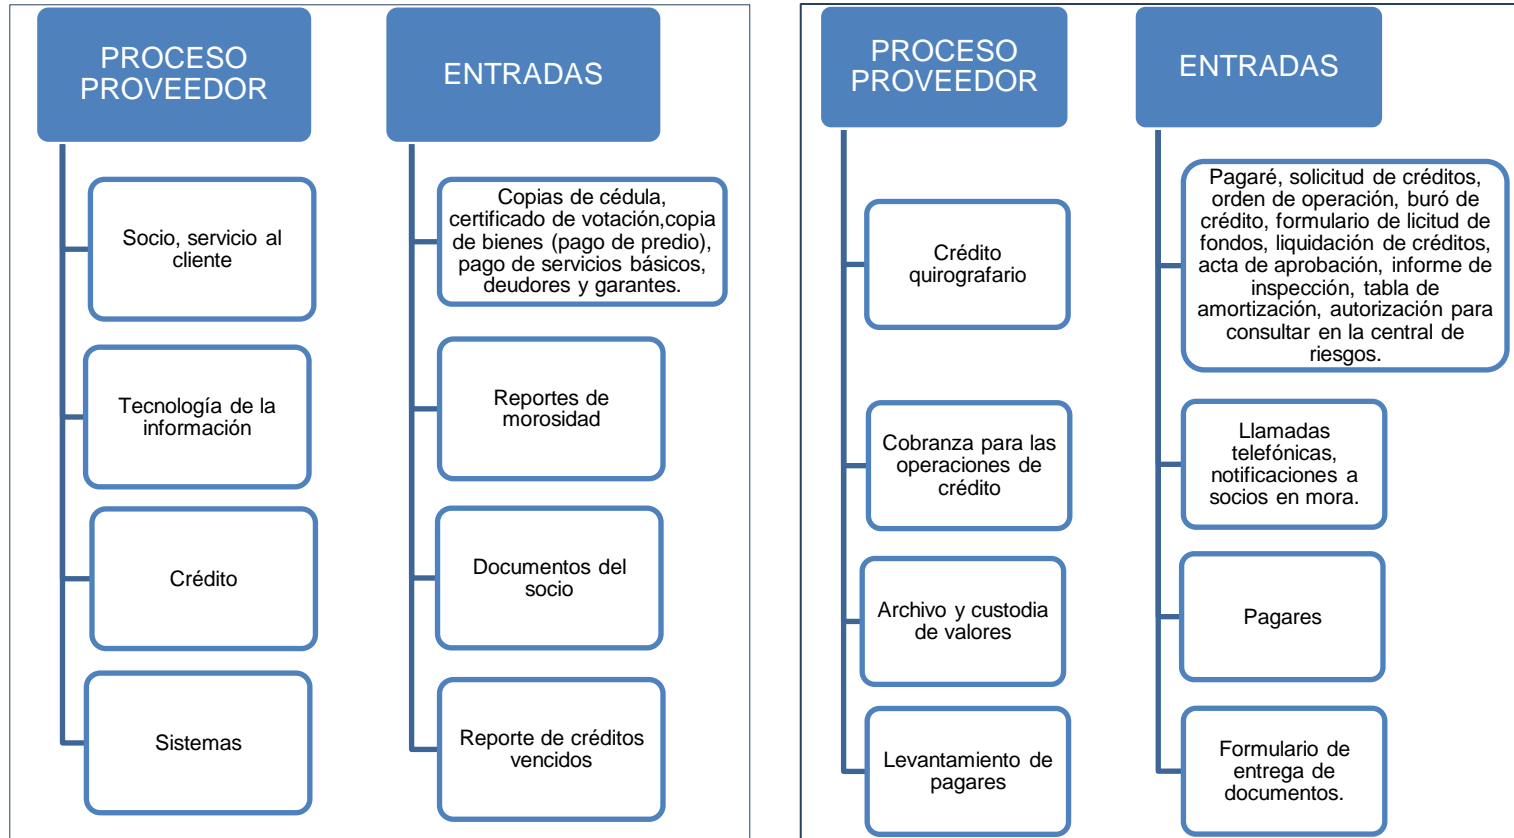 PROCESO
PROVEEDOR
Socio, servicio al
cliente
Tecnología de la
información
Crédito
Sistemas
ENTRADAS
Copias de cédula,
certificado de votación,copia
de bienes (pago de predio),
pago de servicios básicos,
deudores y garantes.
Reportes de
morosidad
Documentos del
socio
Reporte de créditos
vencidos
PROCESO
PROVEEDOR
Crédito
quirografario
Cobranza para las
operaciones de
crédito
Archivo y custodia
de valores
Levantamiento de
pagares
ENTRADAS
Pagaré, solicitud de créditos,
orden de operación, buró de
crédito, formulario de licitud de
fondos, liquidación de créditos,
acta de aprobación, informe de
inspección, tabla de
amortización, autorización para
consultar en la central de
riesgos.
Llamadas
telefónicas,
notificaciones a
socios en mora.
Pagares
Formulario de
entrega de
documentos.